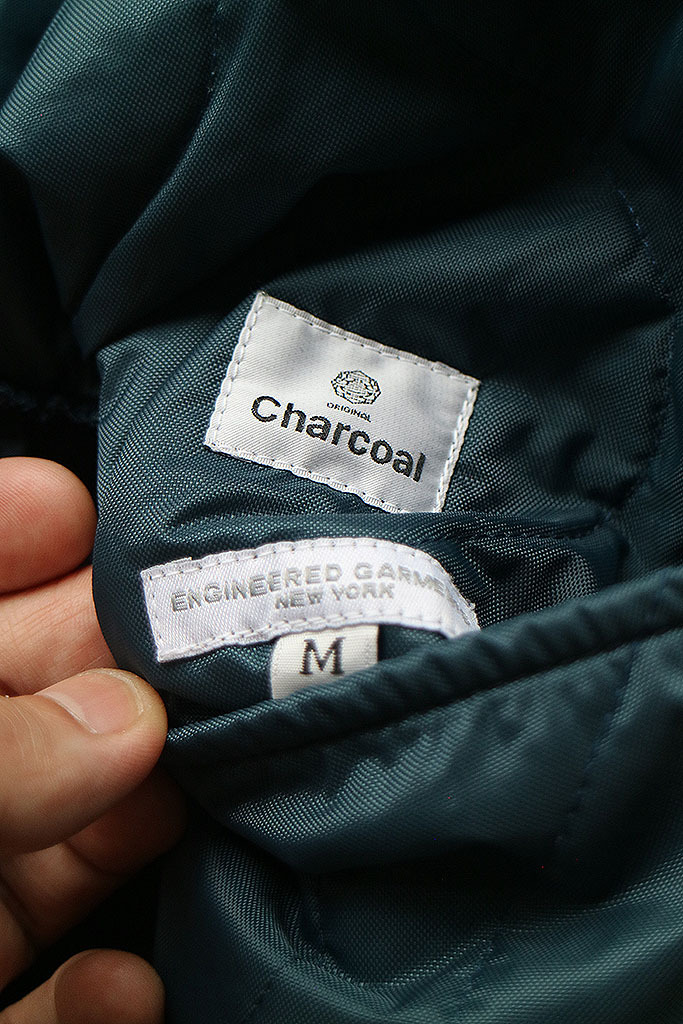 ORIGINAL
Charcoal
ENGINEERED GARME
NEW YORK
M